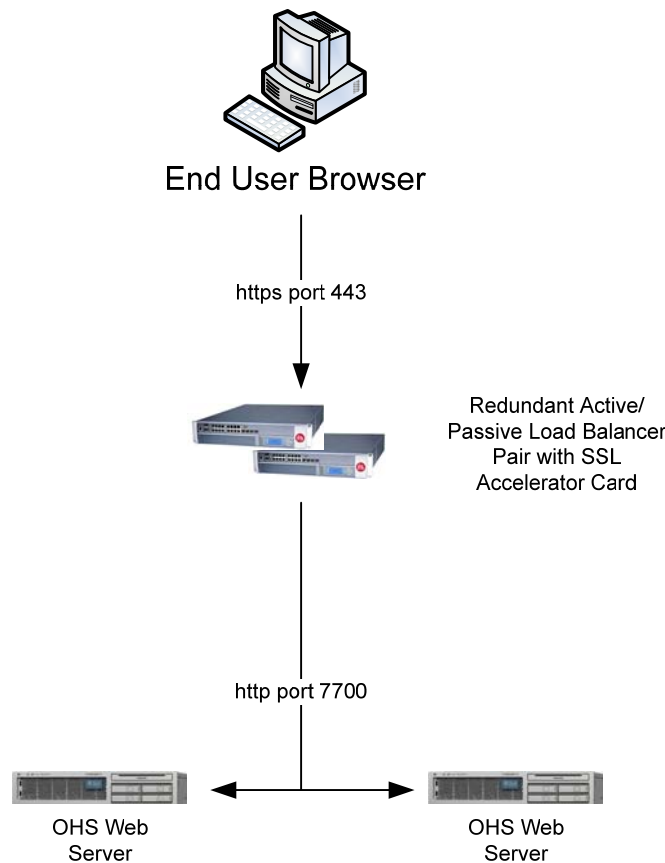 End User Browser
https port 443
Redundant Active/
Passive Load Balancer
Pair with SSL
Accelerator Card
http port 7700
OHS Web
Server
OHS Web
Server